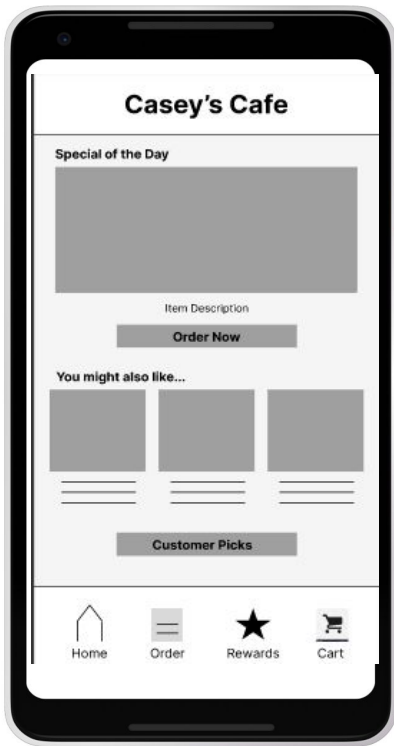 Casey's Cafe
Special of the Day
Item Description
Order Now
You might also like...
Customer Picks
Home Order Rewards Cart